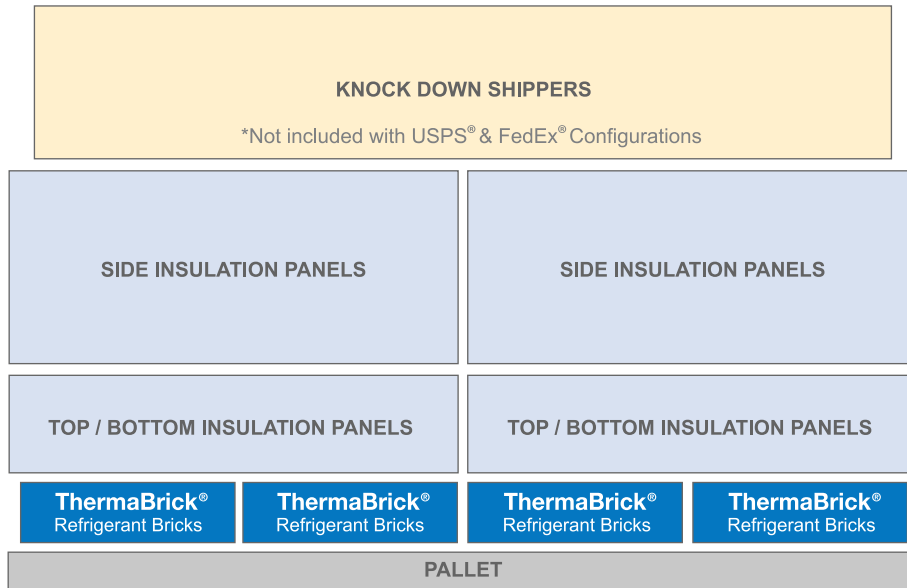 KNOCK DOWN SHIPPERS
*Not included with USPS® & FedEx® Configurations
SIDE INSULATION PANELS
SIDE INSULATION PANELS
TOP / BOTTOM INSULATION PANELS
TOP / BOTTOM INSULATION PANELS
ThermaBrick®
Refrigerant Bricks
ThermaBrick®
Refrigerant Bricks
ThermaBrick®
Refrigerant Bricks
ThermaBrick®
Refrigerant Bricks
PALLET